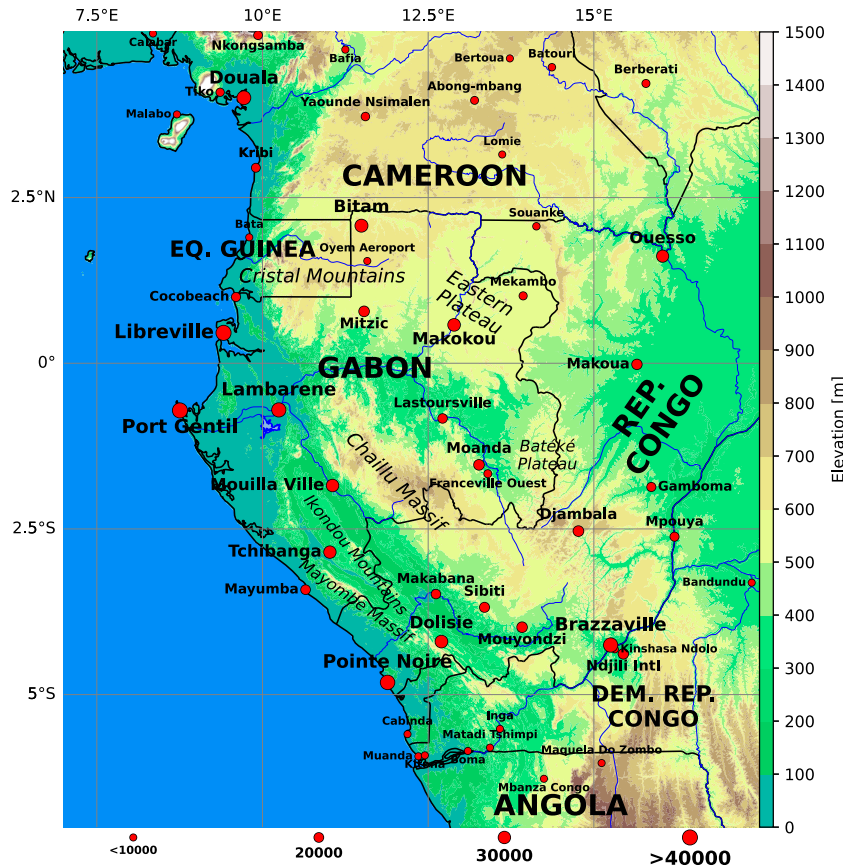 7.5°E 10°E 12.5°E 15°E
1500
Calabar
Nkongsamba
Bafia
Bertoua
Batouri
Berberati
1400
Douala
Tiko
Abong-mbang
Yaounde Nsimalen
Malabo
1300
Kribi
Lomie
CAMEROON
1200
2.5°N
Bitam
Souanke
Bata
Ouesso
1100
EQ. GUINEA
Oyem Aeroport
Cristal Mountains
Mekambo
Eastern
Plateau
Cocobeach
1000
Libreville
Mitzic
Makokou
900
0°
GABON
Makoua
Lambarene
800
Lastoursville
REP.
CONGO
Elevation [m]
Port Gentil
Moanda
Batéké
Plateau
700
Chaillu Massif
Franceville Ouest
Mouilla Ville
Gamboma
600
Ikondou Mountains
Djambala
Mpouya
2.5°S
Tchibanga
500
Mayumba
Mayombe Massif
Makabana
Sibiti
Bandundu
400
Dolisie
Mouyondzi
Brazzaville
Kinshasa Ndolo
Pointe Noire
Ndjili Intl
300
5°S
DEM. REP.
CONGO
Cabinda
Inga
200
Matadi Tshimpi
Muanda
Kitona
Boma
Maquela Do Zombo
Mbanza Congo
100
ANGOLA
0
<10000 20000 30000 >40000